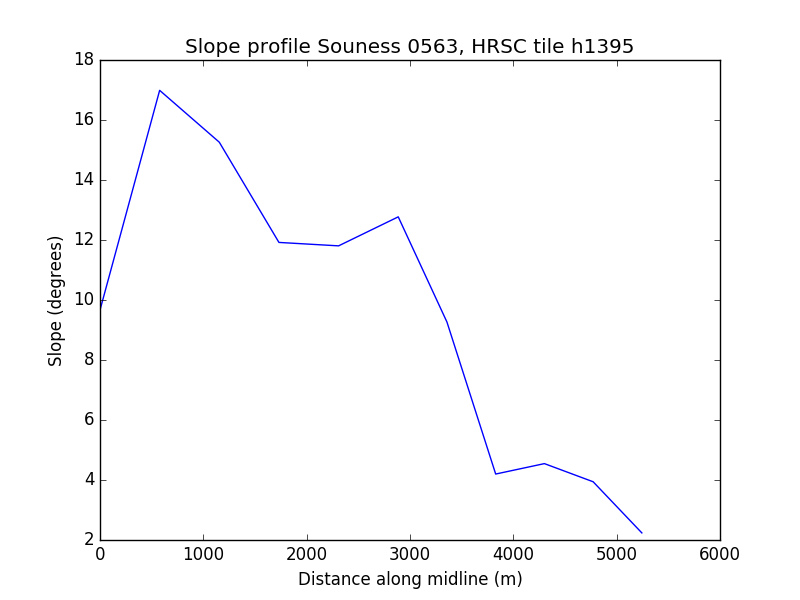 Slope profile Souness 0563, HRSC tile h1395
18
16
14
12
10
8
6
4
2
Slope (degrees)
0 1000 2000 3000 4000 5000 6000
Distance along midline (m)